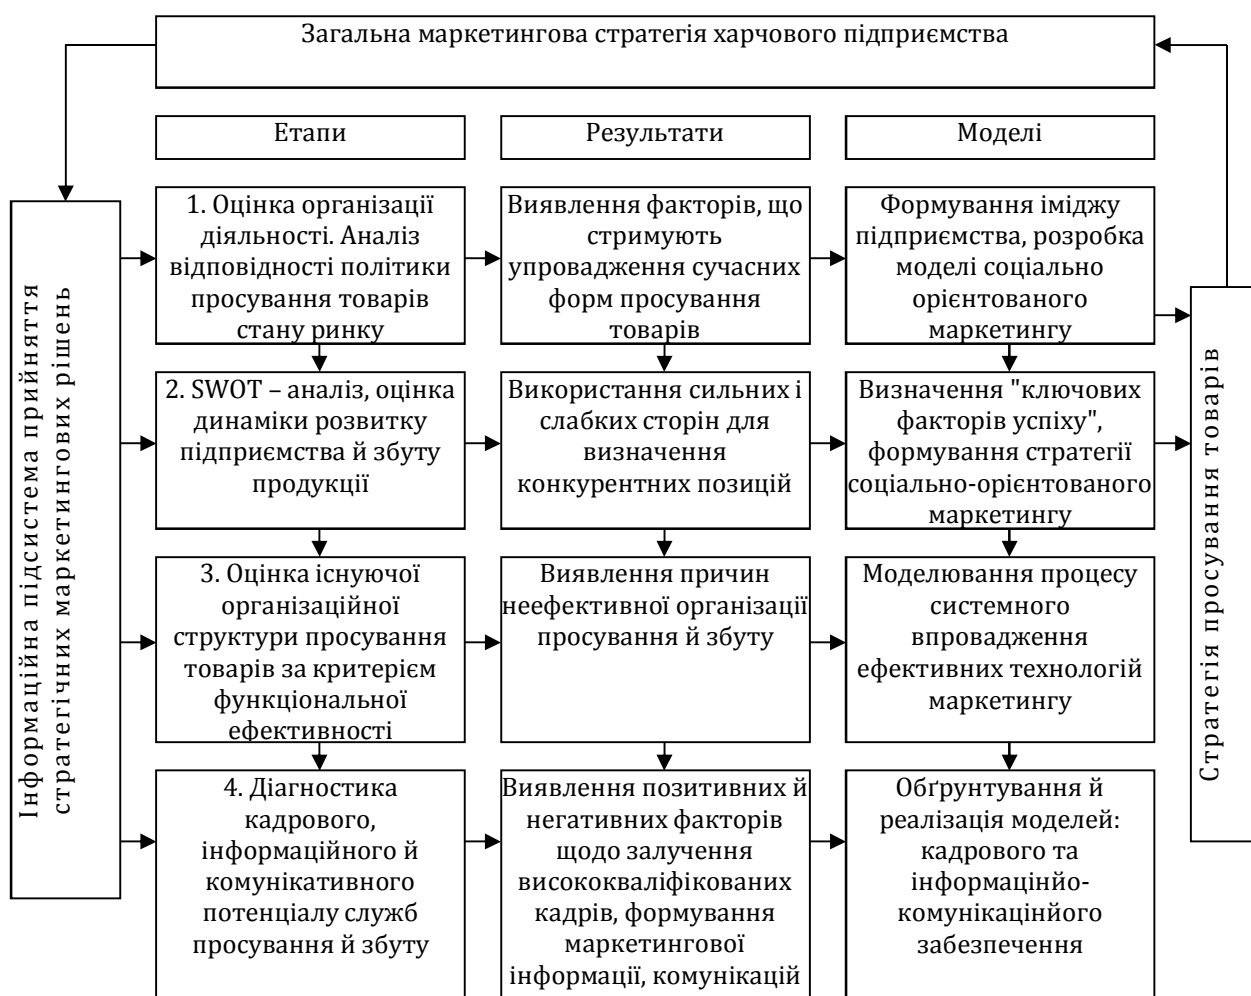 Загальна маркетингова стратегія харчового підприємства
Етапи
Результати
Моделі
Інформаційна підсистема прийняття
стратегічних маркетингових рішень
1. Оцінка організації
діяльності. Аналіз
відповідності політики
просування товарів
стану ринку
Виявлення факторів, що
стримують
упровадження сучасних
форм просування
товарів
Формування іміджу
підприємства, розробка
моделі соціально
орієнтованого
маркетингу
2. SWOT – аналіз, оцінка
динаміки розвитку
підприємства й збуту
продукції
Використання сильних і
слабких сторін для
визначення
конкурентних позицій
Визначення "ключових
факторів успіху",
формування стратегії
соціально-орієнтованого
маркетингу
3. Оцінка існуючої
організаційної
структури просування
товарів за критерієм
функціональної
ефективності
Виявлення причин
неефективної організації
просування й збуту
Моделювання процесу
системного
впровадження
ефективних технологій
маркетингу
4. Діагностика
кадрового,
інформаційного й
комунікативного
потенціалу служб
просування й збуту
Виявлення позитивних й
негативних факторів
щодо залучення
висококваліфікованих
кадрів, формування
маркетингової
інформації, комунікацій
Обґрунтування й
реалізація моделей:
кадрового та
інформацінйо-
комунікацінйого
забезпечення
Стратегія просування товарів